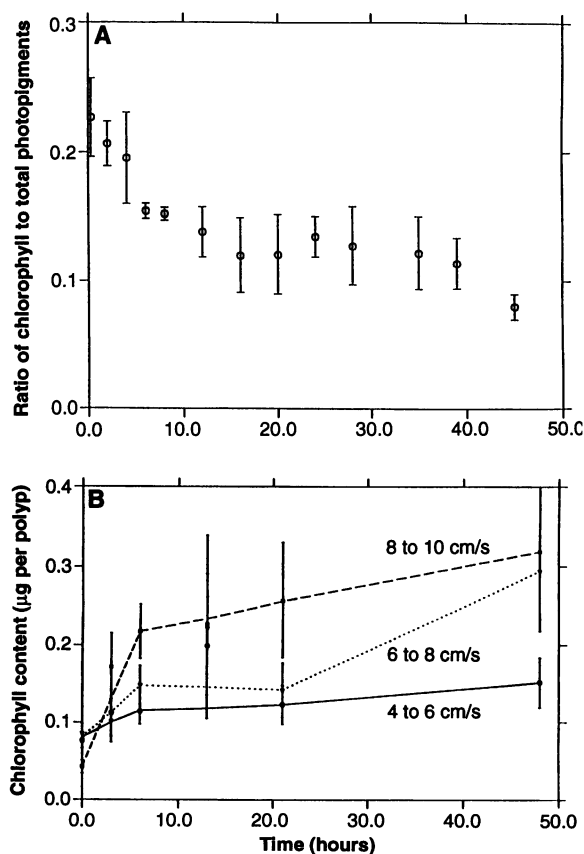 A
Ratio of chlorophyll to total photopigments
0.3
0.2
0.1
0.0
0.0 10.0 20.0 30.0 40.0 50.0
B
Chlorophyll content (µg per polyp)
0.4
0.3
0.2
0.1
0.0
8 to 10 cm/s
6 to 8 cm/s
4 to 6 cm/s
0.0 10.0 20.0 30.0 40.0 50.0
Time (hours)